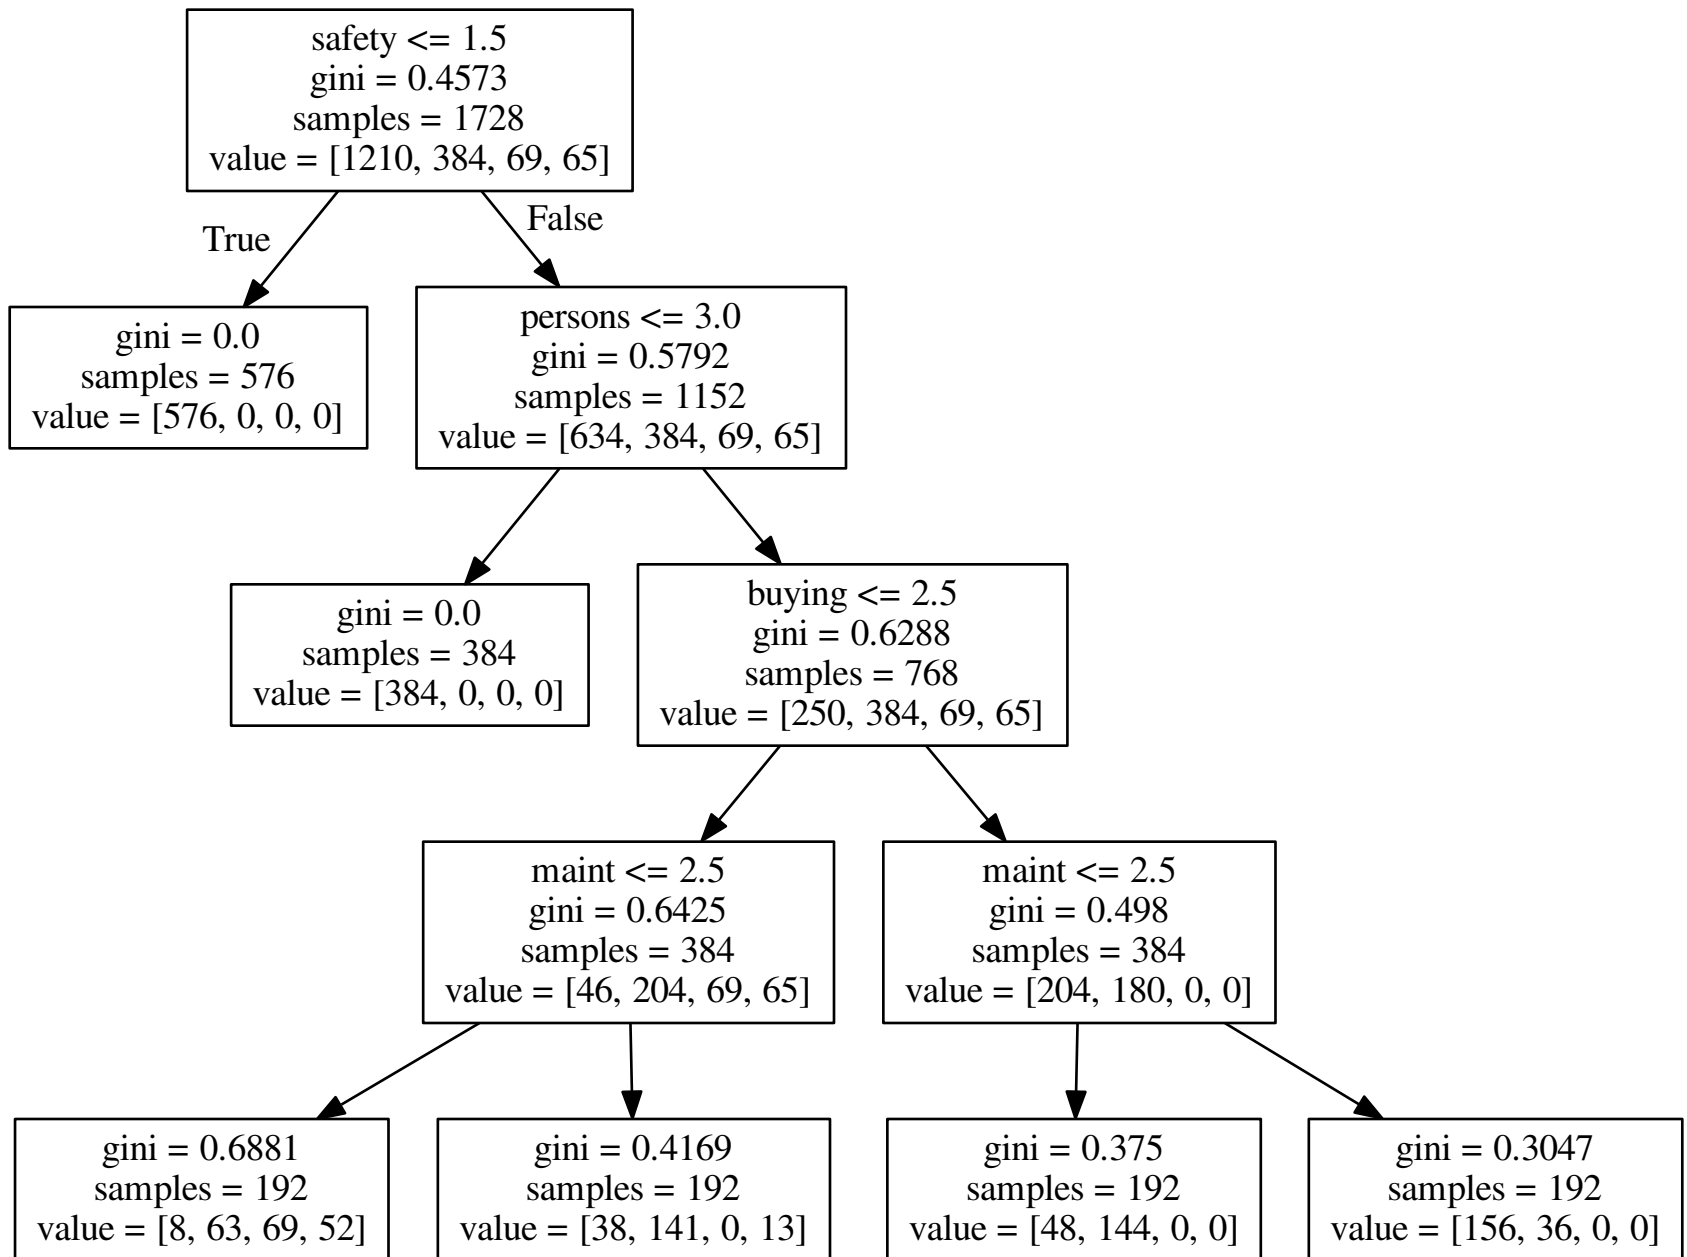 safety <= 1.5
gini = 0.4573
samples = 1728
value = [1210, 384, 69, 65]
True
False
gini = 0.0
samples = 576
value = [576, 0, 0, 0]
persons <= 3.0
gini = 0.5792
samples = 1152
value = [634, 384, 69, 65]
gini = 0.0
samples = 384
value = [384, 0, 0, 0]
buying <= 2.5
gini = 0.6288
samples = 768
value = [250, 384, 69, 65]
maint <= 2.5
gini = 0.6425
samples = 384
value = [46, 204, 69, 65]
maint <= 2.5
gini = 0.498
samples = 384
value = [204, 180, 0, 0]
gini = 0.6881
samples = 192
value = [8, 63, 69, 52]
gini = 0.4169
samples = 192
value = [38, 141, 0, 13]
gini = 0.375
samples = 192
value = [48, 144, 0, 0]
gini = 0.3047
samples = 192
value = [156, 36, 0, 0]